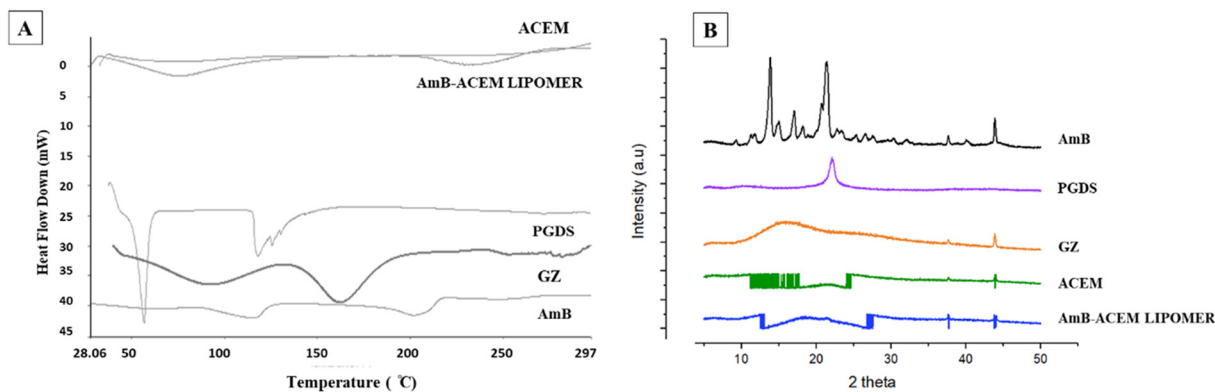 A
ACEM
AmB-ACEM LIPOMER
PGDS
GZ
AmB
Heat Flow Down (mW)
0
5
10
15
20
25
30
35
40
45
28.06 50 100 150 200 250 297
Temperature ( ℃)
B
AmB
PGDS
GZ
ACEM
AmB-ACEM LIPOMER
Intensity (a.u)
10 20 30 40 50
2 theta